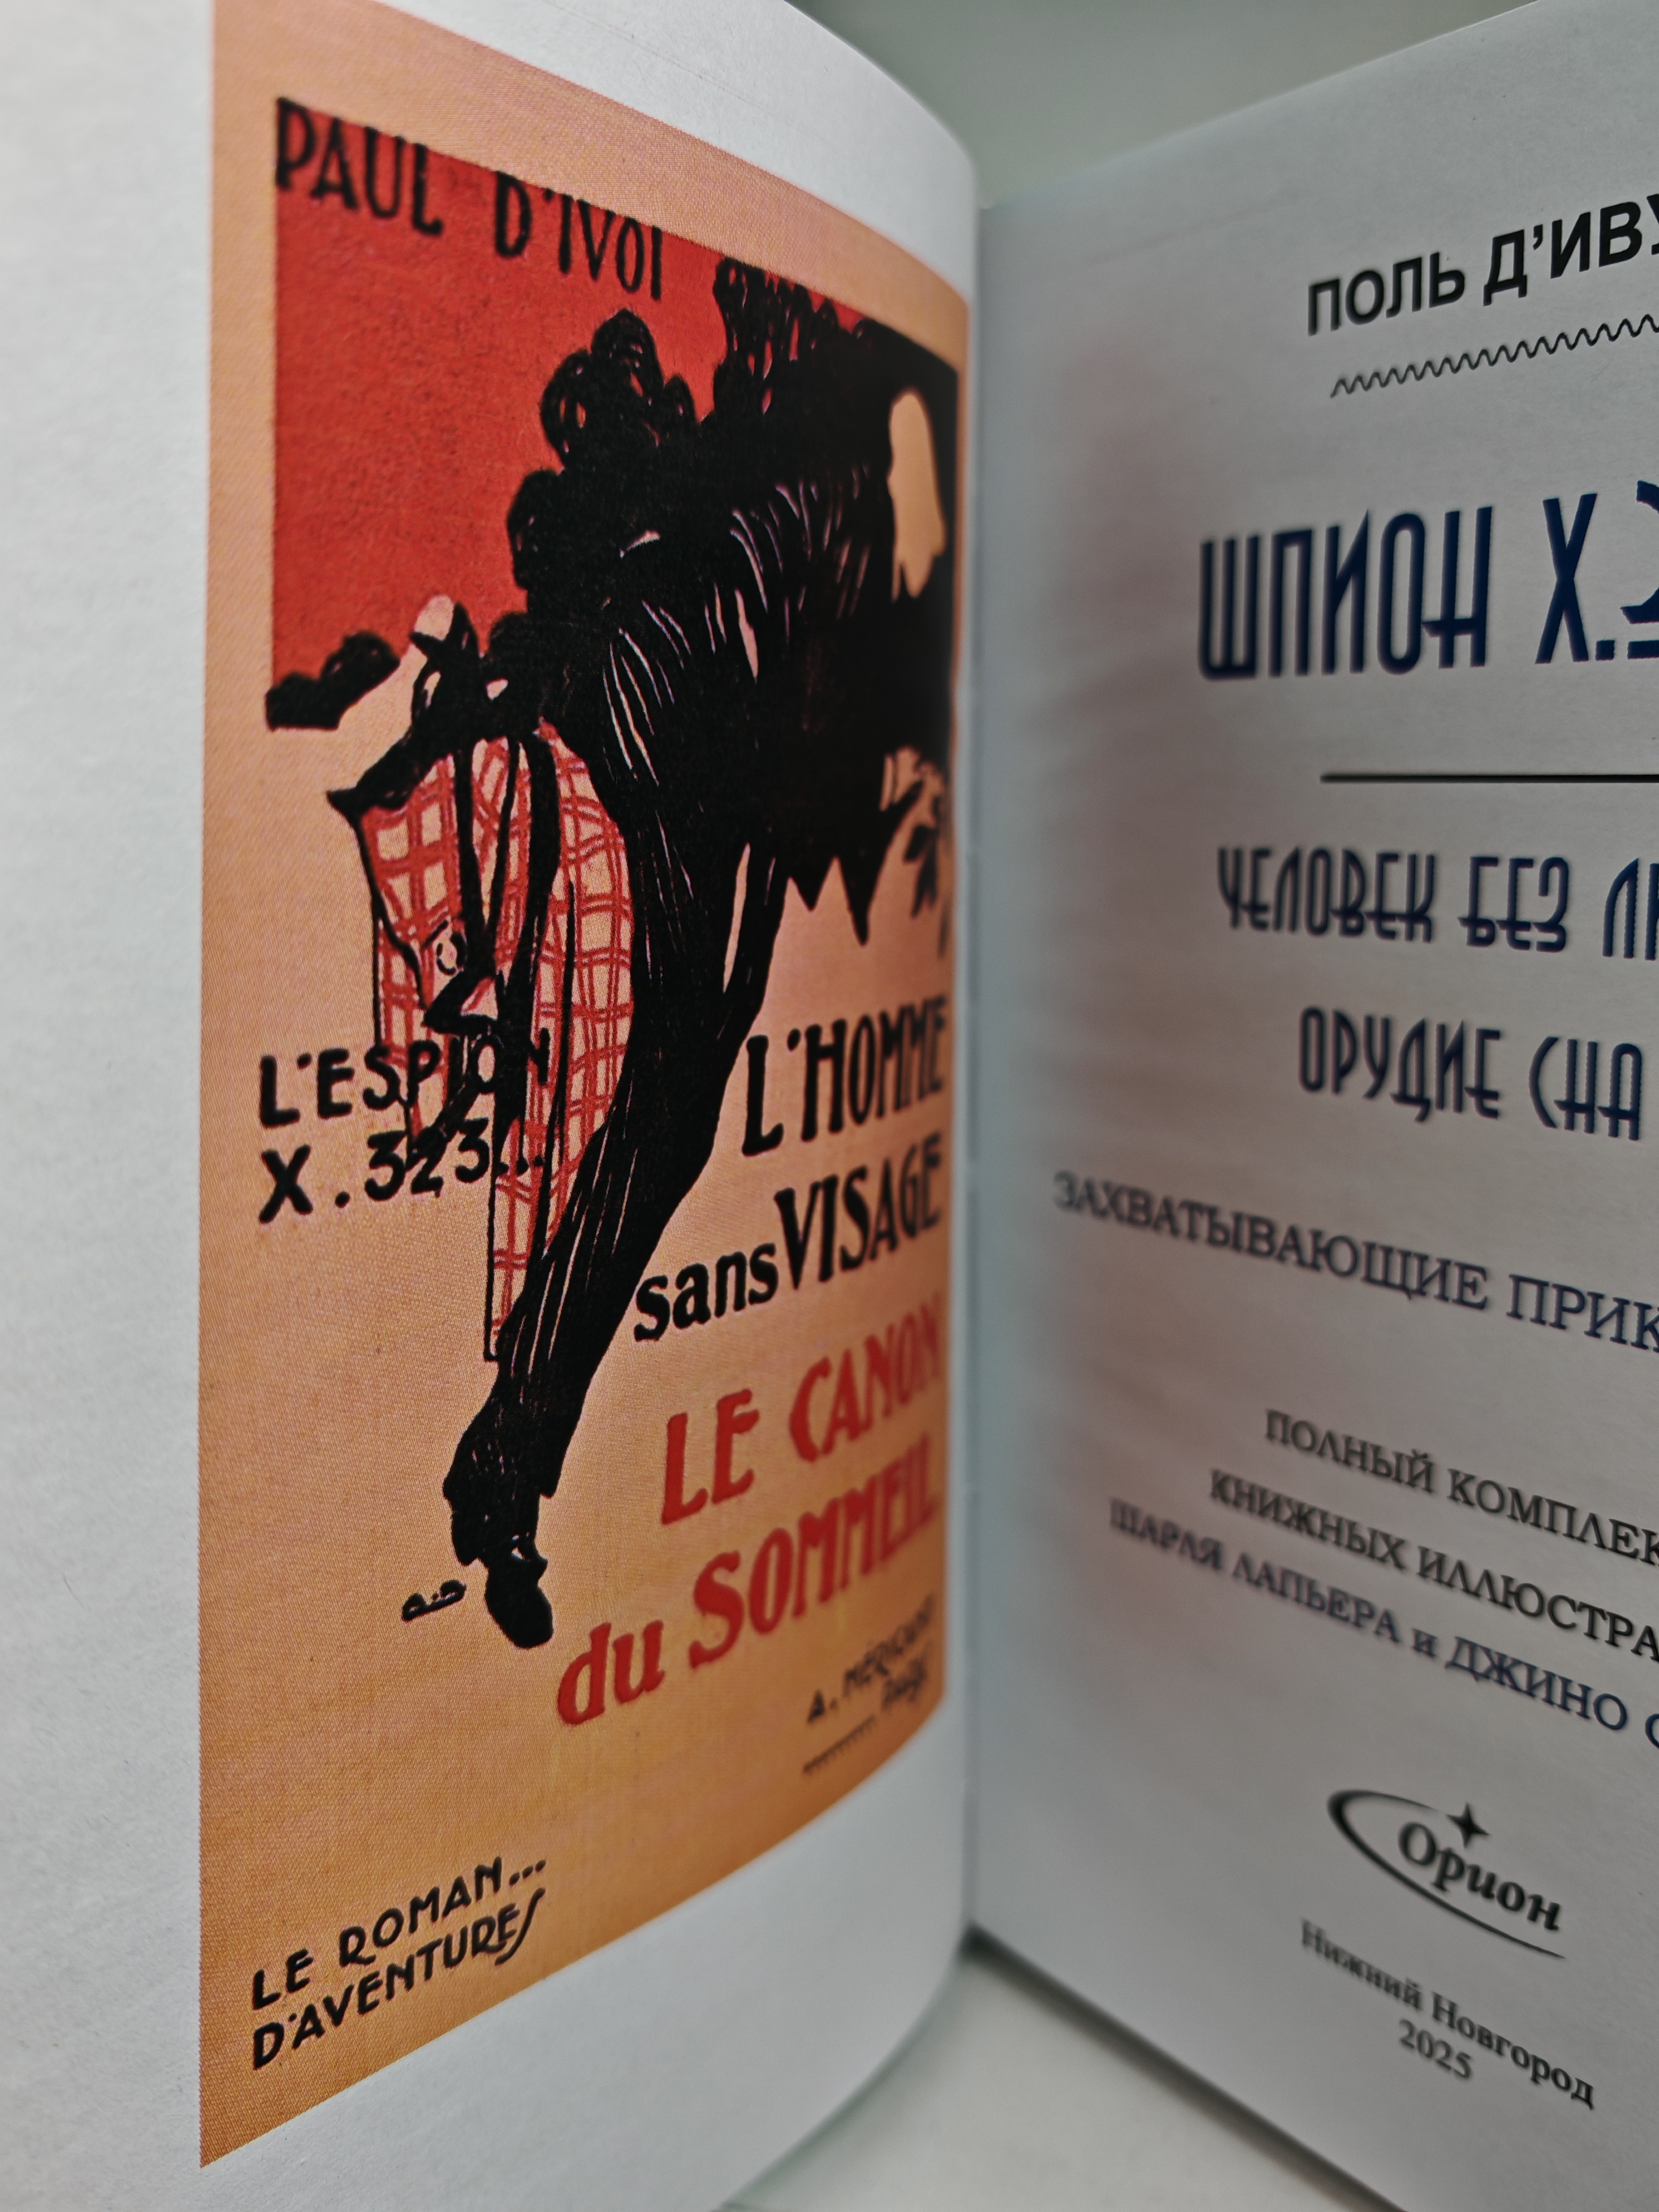 PAUL D'IVOI
L'ESPION
X.323...
L'HOMME
sans VISAGE
LE CANON
du SOMMEIL
A. MÉRICANT
LE ROMAN...
D'AVENTURES
ПОЛЬ Д'ИВ
ШПИОН X.
ЧЕЛОВЕК БЕЗ
ОРУДИЕ СНА
ЗАХВАТЫВАЮЩИЕ ПРИК
ПОЛНЫЙ КОМПЛЕК
КНИЖНЫХ ИЛЛЮСТРА
ШАРЛЯ ЛАПЬЕРА и ДЖИНО
Орион
Нижний Новгород
2025